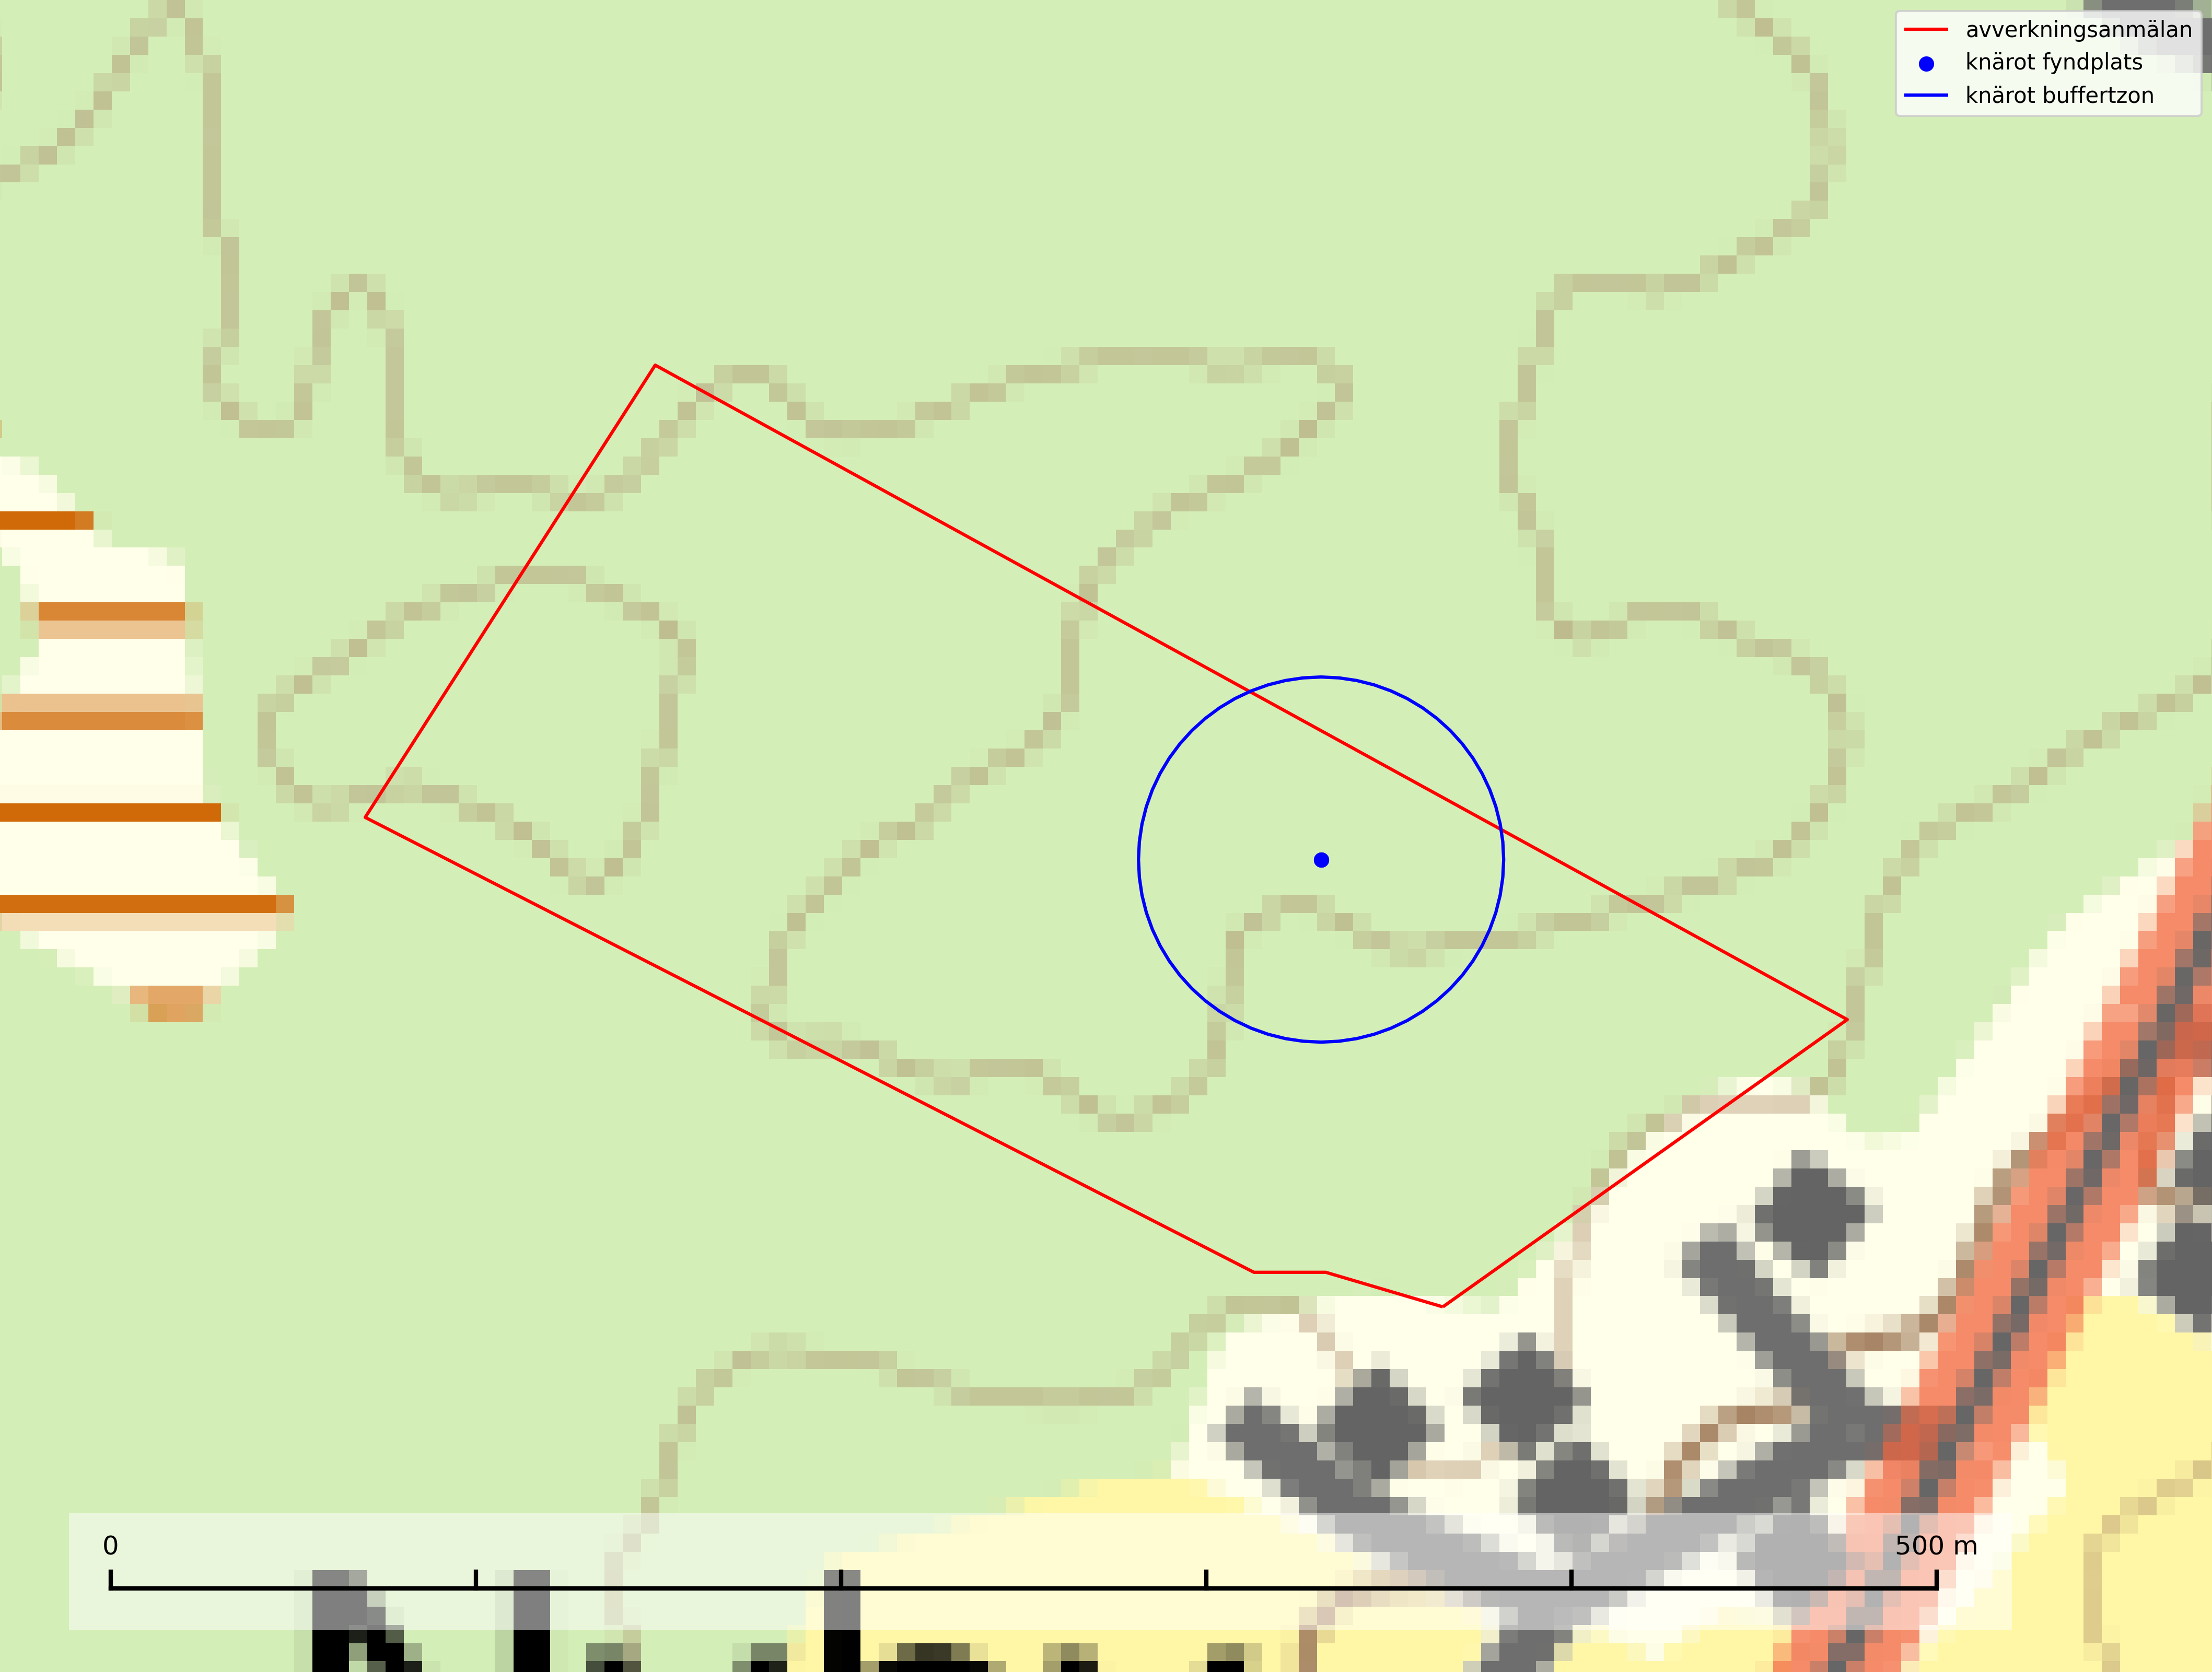 avverkningsanmälan
knärot fyndplats
knärot buffertzon
0 500 m